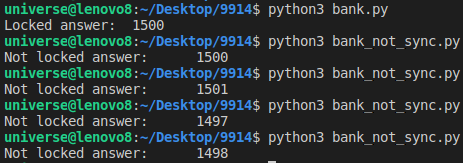 universe@lenovo8:~/Desktop/9914$ python3 bank.py
Locked answer:  1500
universe@lenovo8:~/Desktop/9914$ python3 bank_not_sync.py
Not locked answer:      1500
universe@lenovo8:~/Desktop/9914$ python3 bank_not_sync.py
Not locked answer:      1501
universe@lenovo8:~/Desktop/9914$ python3 bank_not_sync.py
Not locked answer:      1497
universe@lenovo8:~/Desktop/9914$ python3 bank_not_sync.py
Not locked answer:      1498